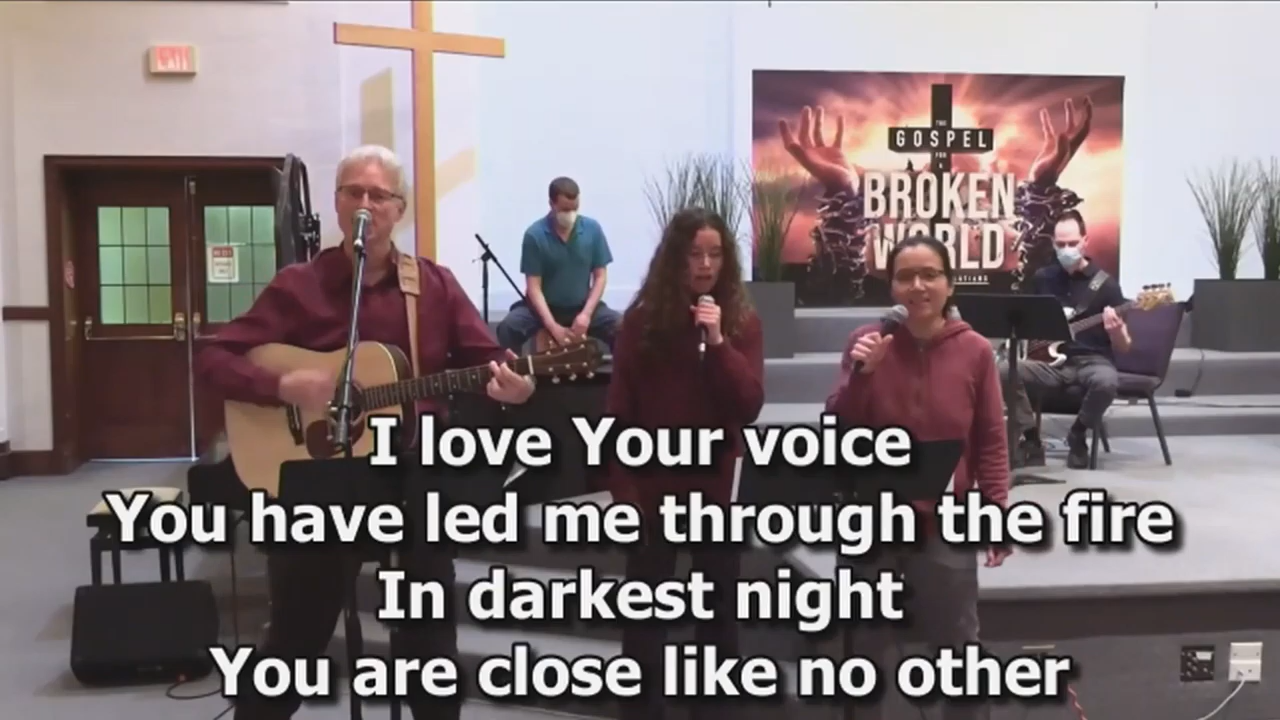 EXIT
THE
GOSPEL
FOR
A
BROKEN
WORLD
I love Your voice
You have led me through the fire
In darkest night
You are close like no other